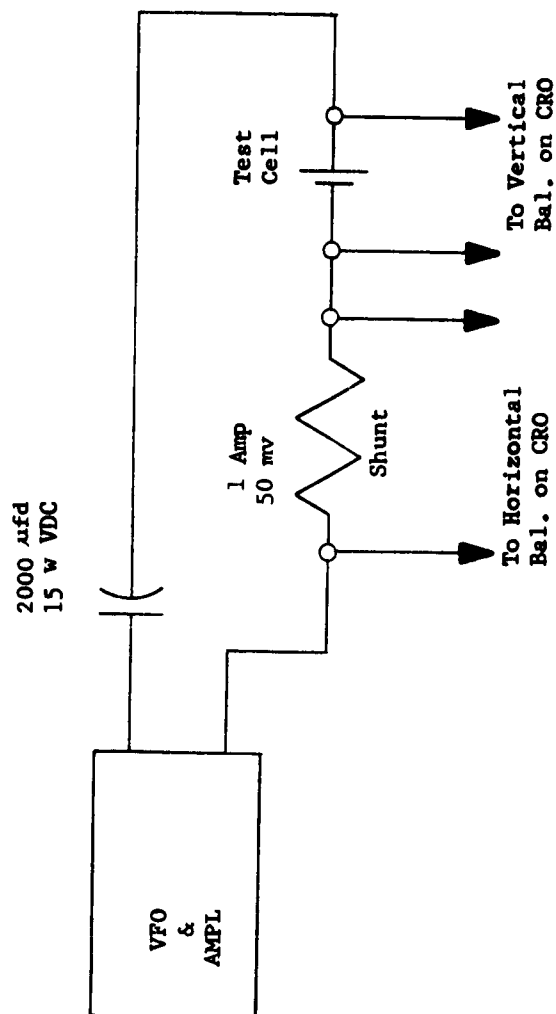 2000 µfd
15 w VDC
Test
Cell
To Vertical
Bal. on CRO
1 Amp
50 mv
Shunt
To Horizontal
Bal. on CRO
VFO
&
AMPL